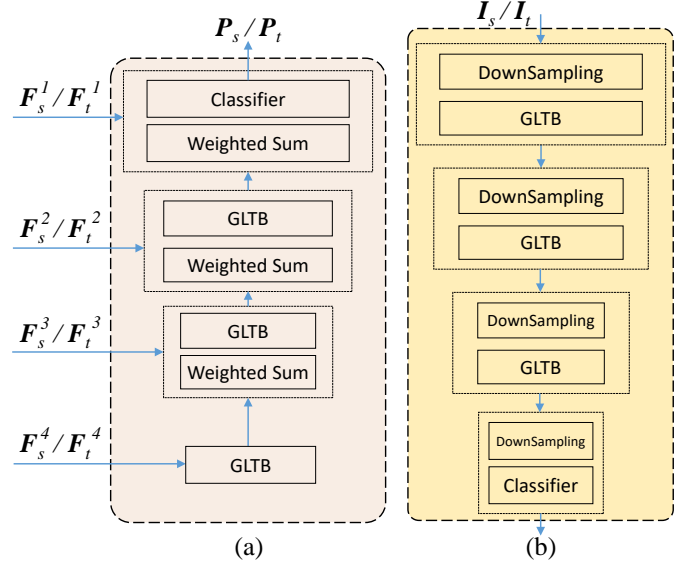 P_s / P_t
F_s^1 / F_t^1
Classifier
Weighted Sum
F_s^2 / F_t^2
GLTB
Weighted Sum
F_s^3 / F_t^3
GLTB
Weighted Sum
F_s^4 / F_t^4
GLTB
(a)
I_s / I_t
DownSampling
GLTB
DownSampling
GLTB
DownSampling
GLTB
DownSampling
Classifier
(b)